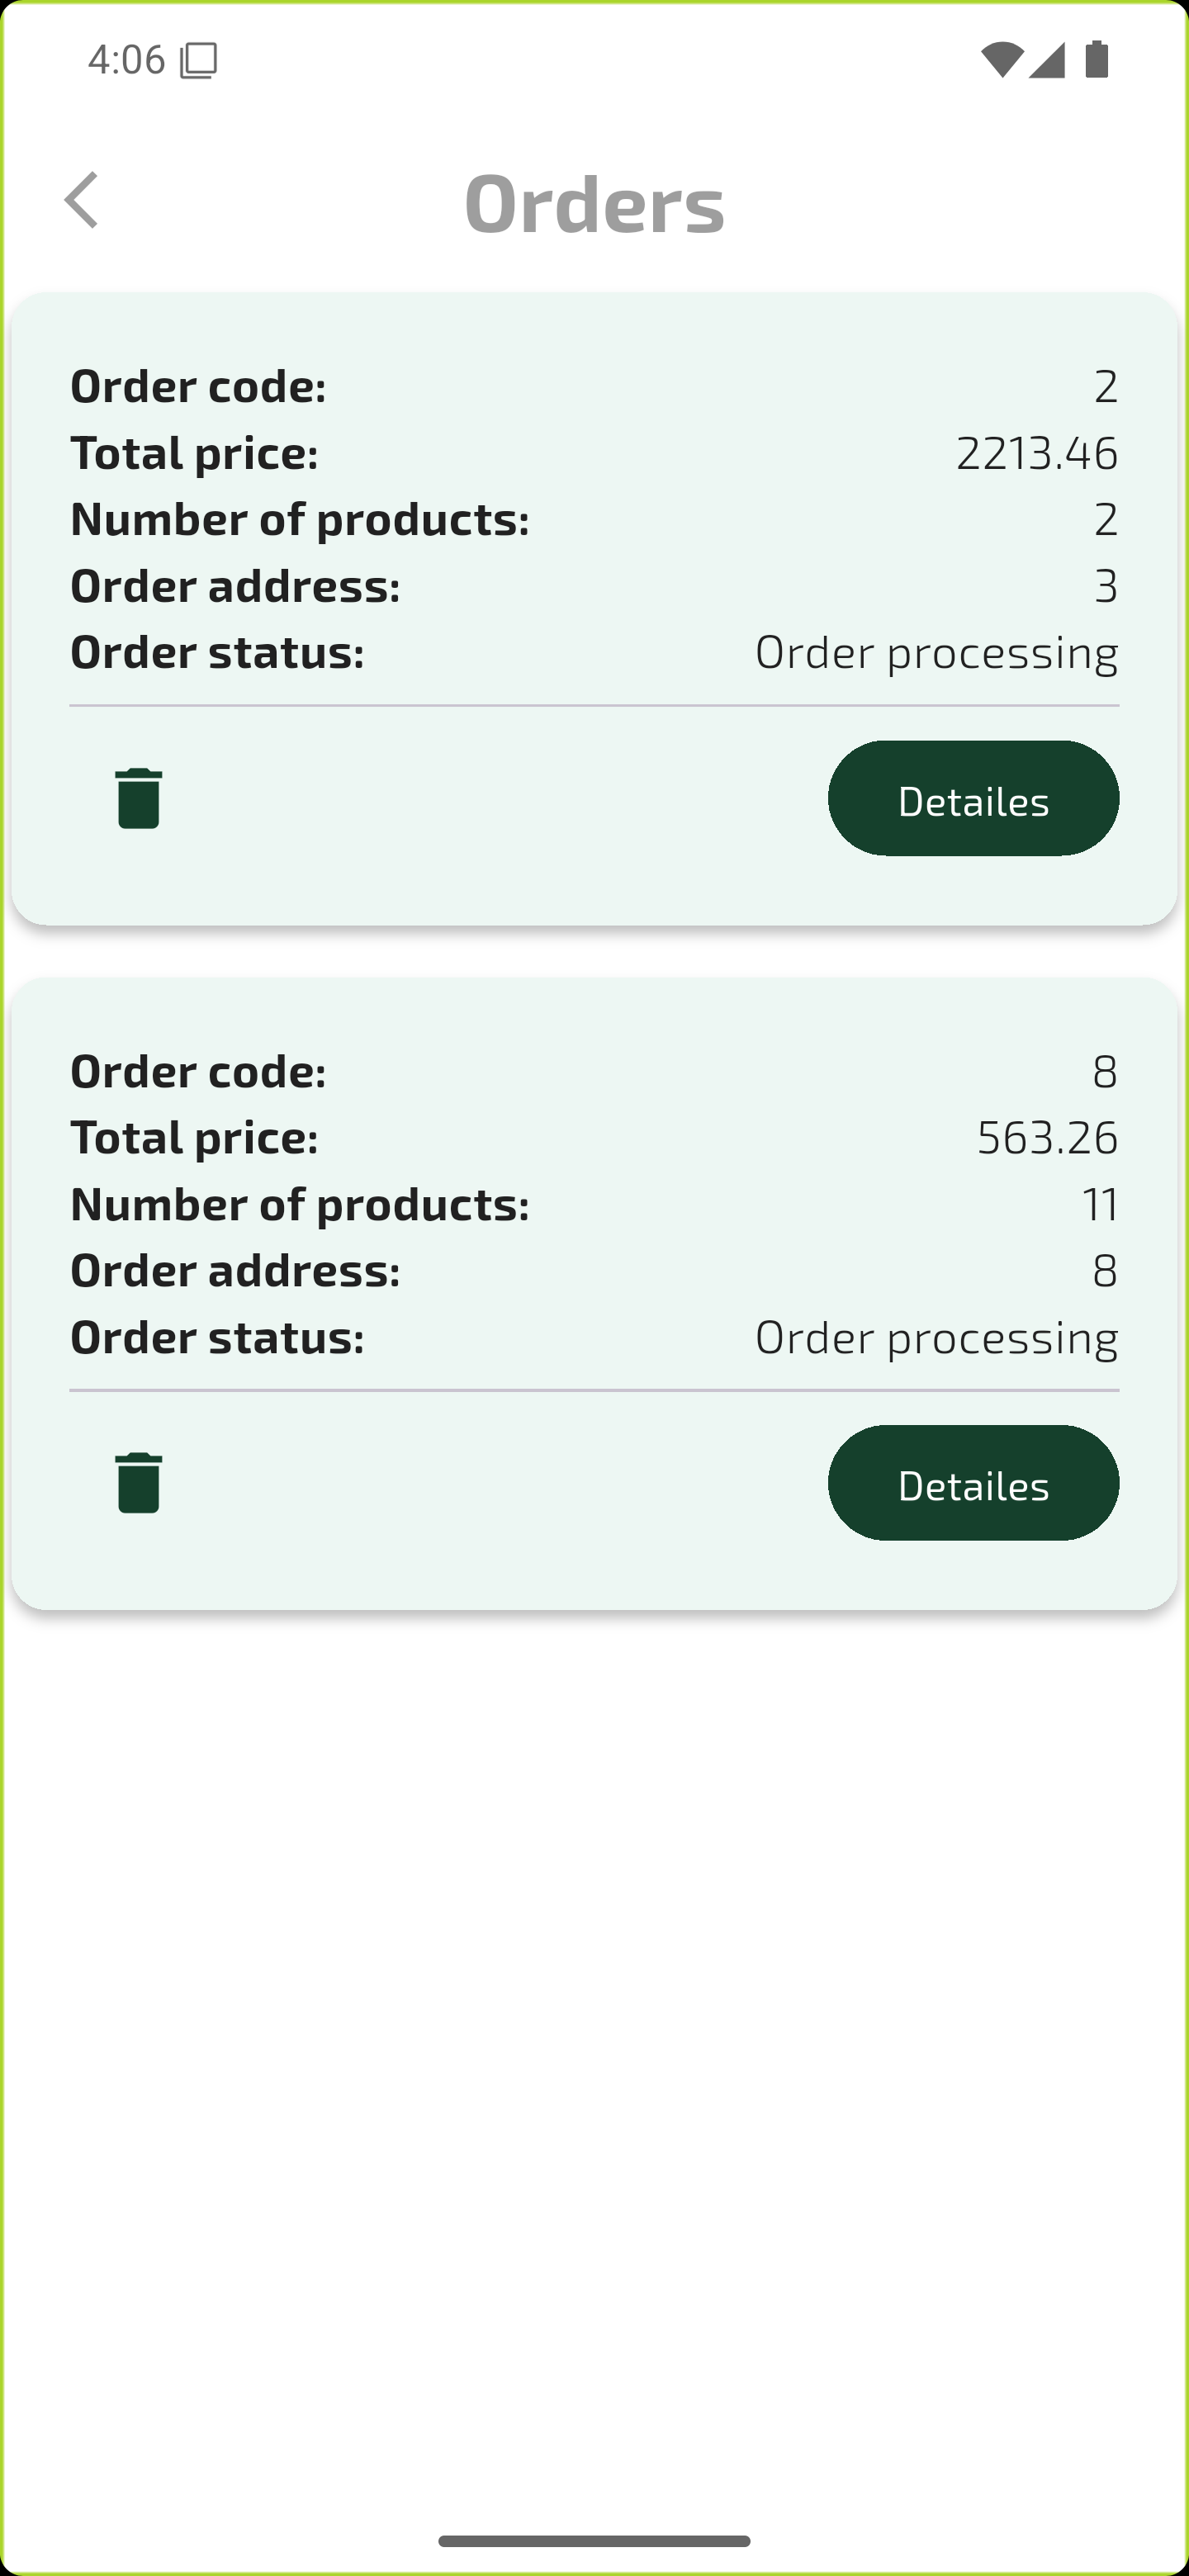 4:06
Orders
Order code: 2
Total price: 2213.46
Number of products: 2
Order address: 3
Order status: Order processing
Detailes
Order code: 8
Total price: 563.26
Number of products: 11
Order address: 8
Order status: Order processing
Detailes